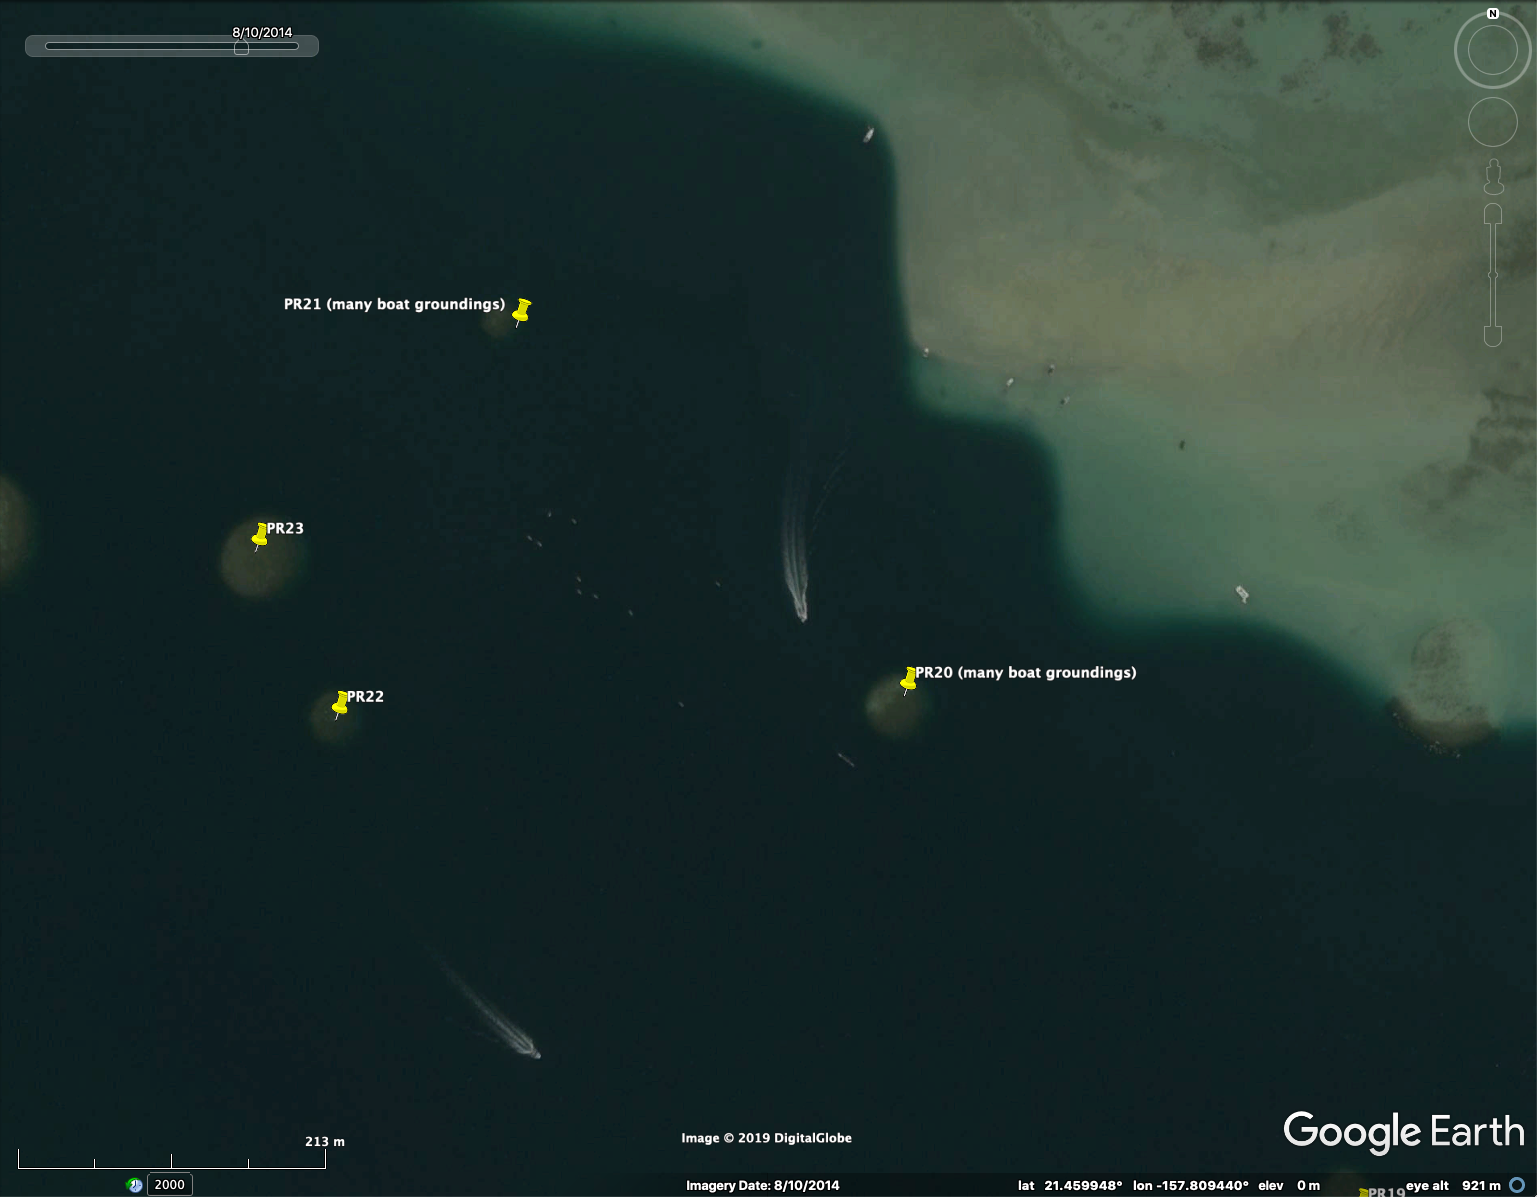 8/10/2014
N
PR21 (many boat groundings)
PR23
PR20 (many boat groundings)
PR22
213 m
Image © 2019 DigitalGlobe
Google Earth
2000
Imagery Date: 8/10/2014
lat 21.459948° lon -157.809440° elev 0 m eye alt 921 m
PR19